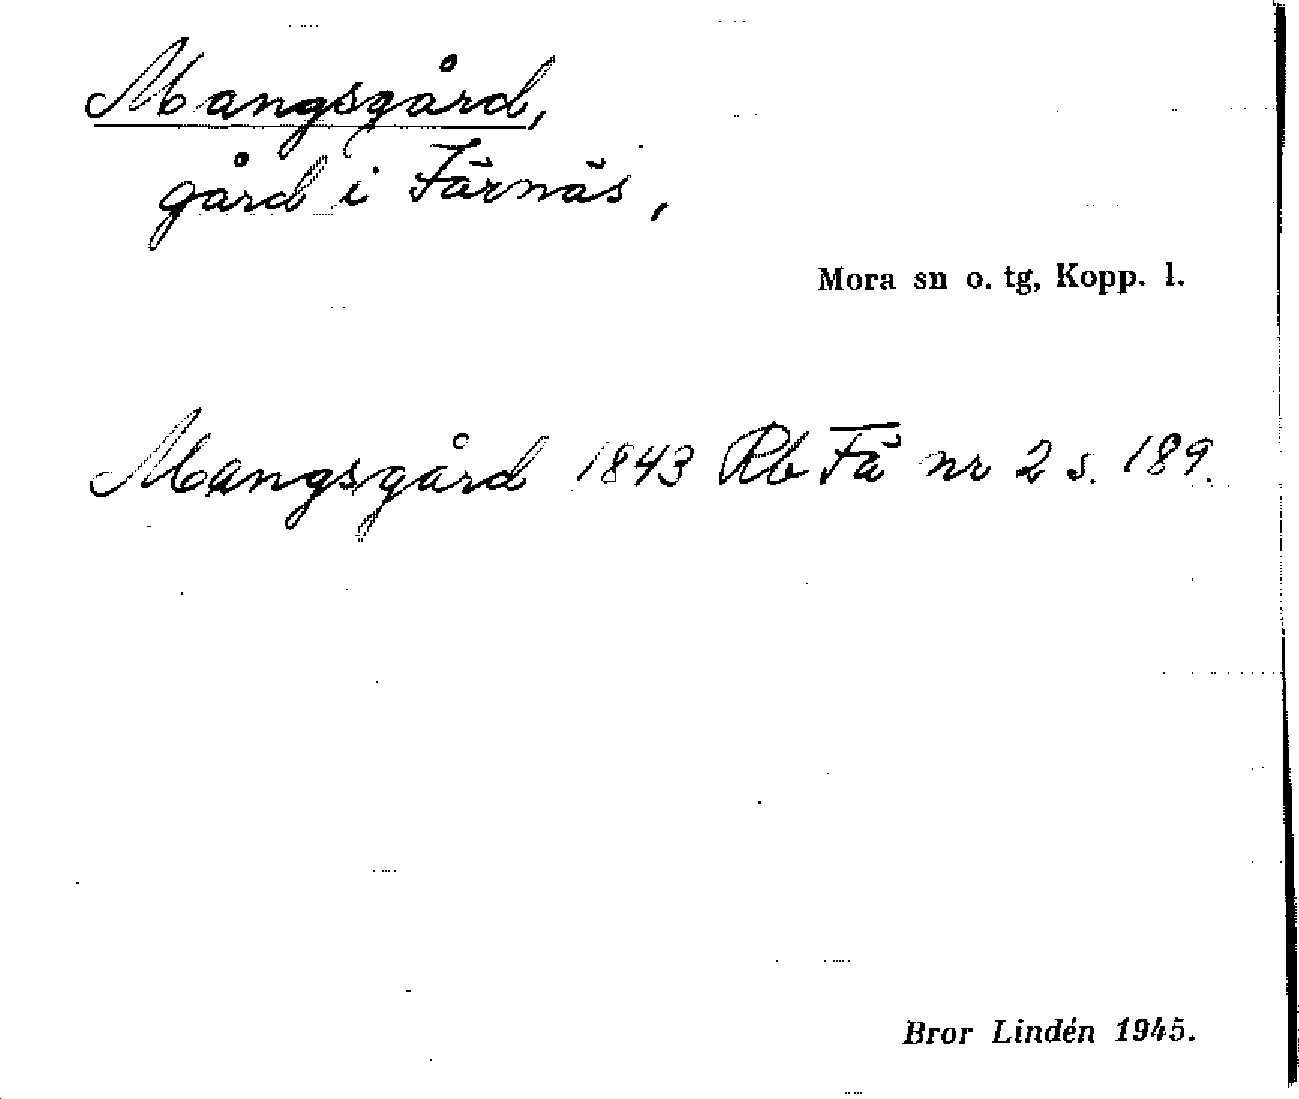 Mangsgård,
gård i Färnäs,
Mora sn o. tg, Kopp. l.
Mangsgård 1843 Rb Fä nr 2 s. 189.
Bror Lindén 1945.